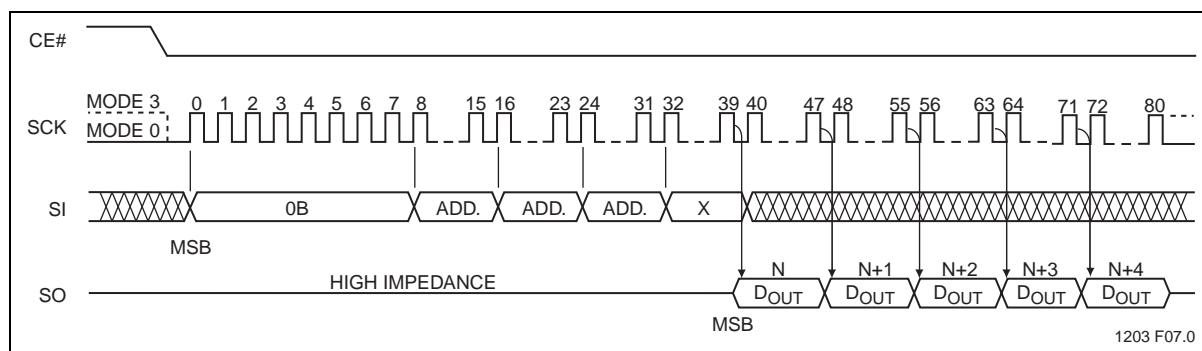 CE#
MODE 3
0 1 2 3 4 5 6 7 8 15 16 23 24 31 32 39 40 47 48 55 56 63 64 71 72 80
SCK
MODE 0
SI
0B ADD. ADD. ADD. X
MSB
HIGH IMPEDANCE
N N+1 N+2 N+3 N+4
SO
DOUT DOUT DOUT DOUT DOUT
MSB
1203 F07.0